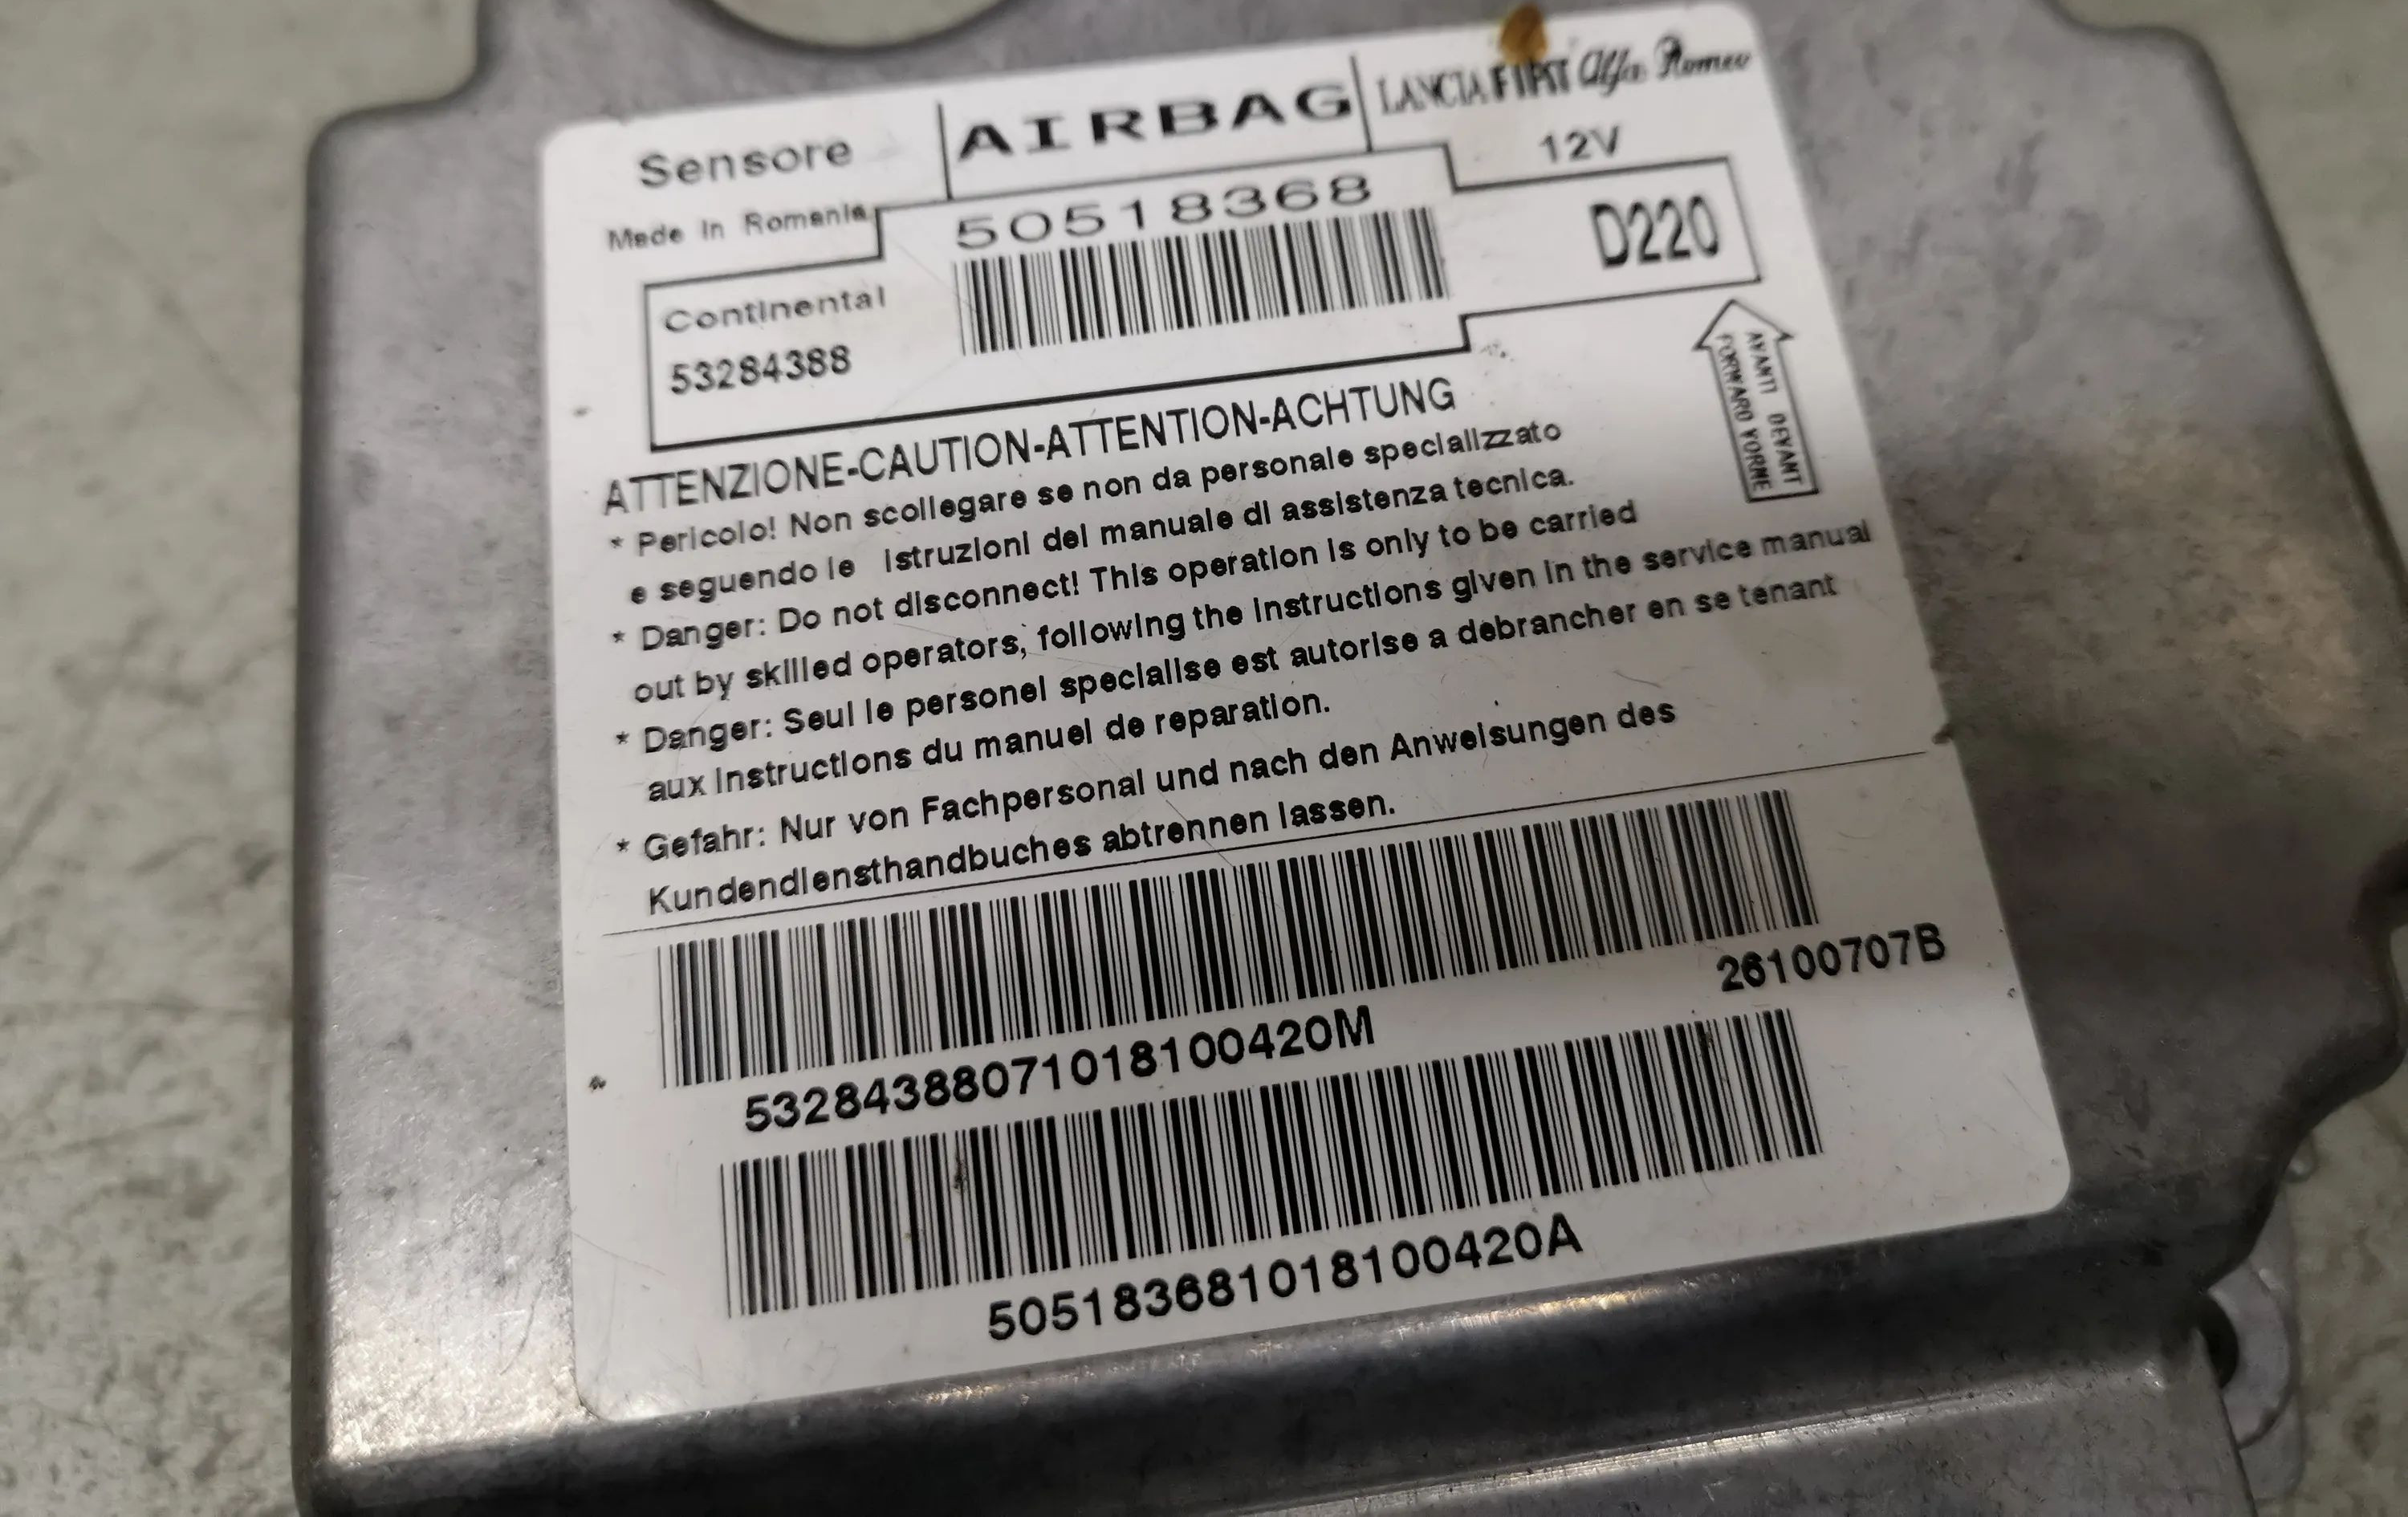 Sensore
AIRBAG
LANCIA FIAT Alfa Romeo
Made in Romania
50518368
12V
D220
Continental
53284388
AVANTI DEVANT
FORWARD VORNE
ATTENZIONE-CAUTION-ATTENTION-ACHTUNG
* Pericolo! Non scollegare se non da personale specializzato
e seguendo le istruzioni del manuale di assistenza tecnica.
* Danger: Do not disconnect! This operation is only to be carried
out by skilled operators, following the instructions given in the service manual
* Danger: Seul le personel specialise est autorise a debrancher en se tenant
aux instructions du manuel de reparation.
* Gefahr: Nur von Fachpersonal und nach den Anweisungen des
Kundendiensthandbuches abtrennen lassen.
26100707B
53284388071018100420M
505183681018100420A